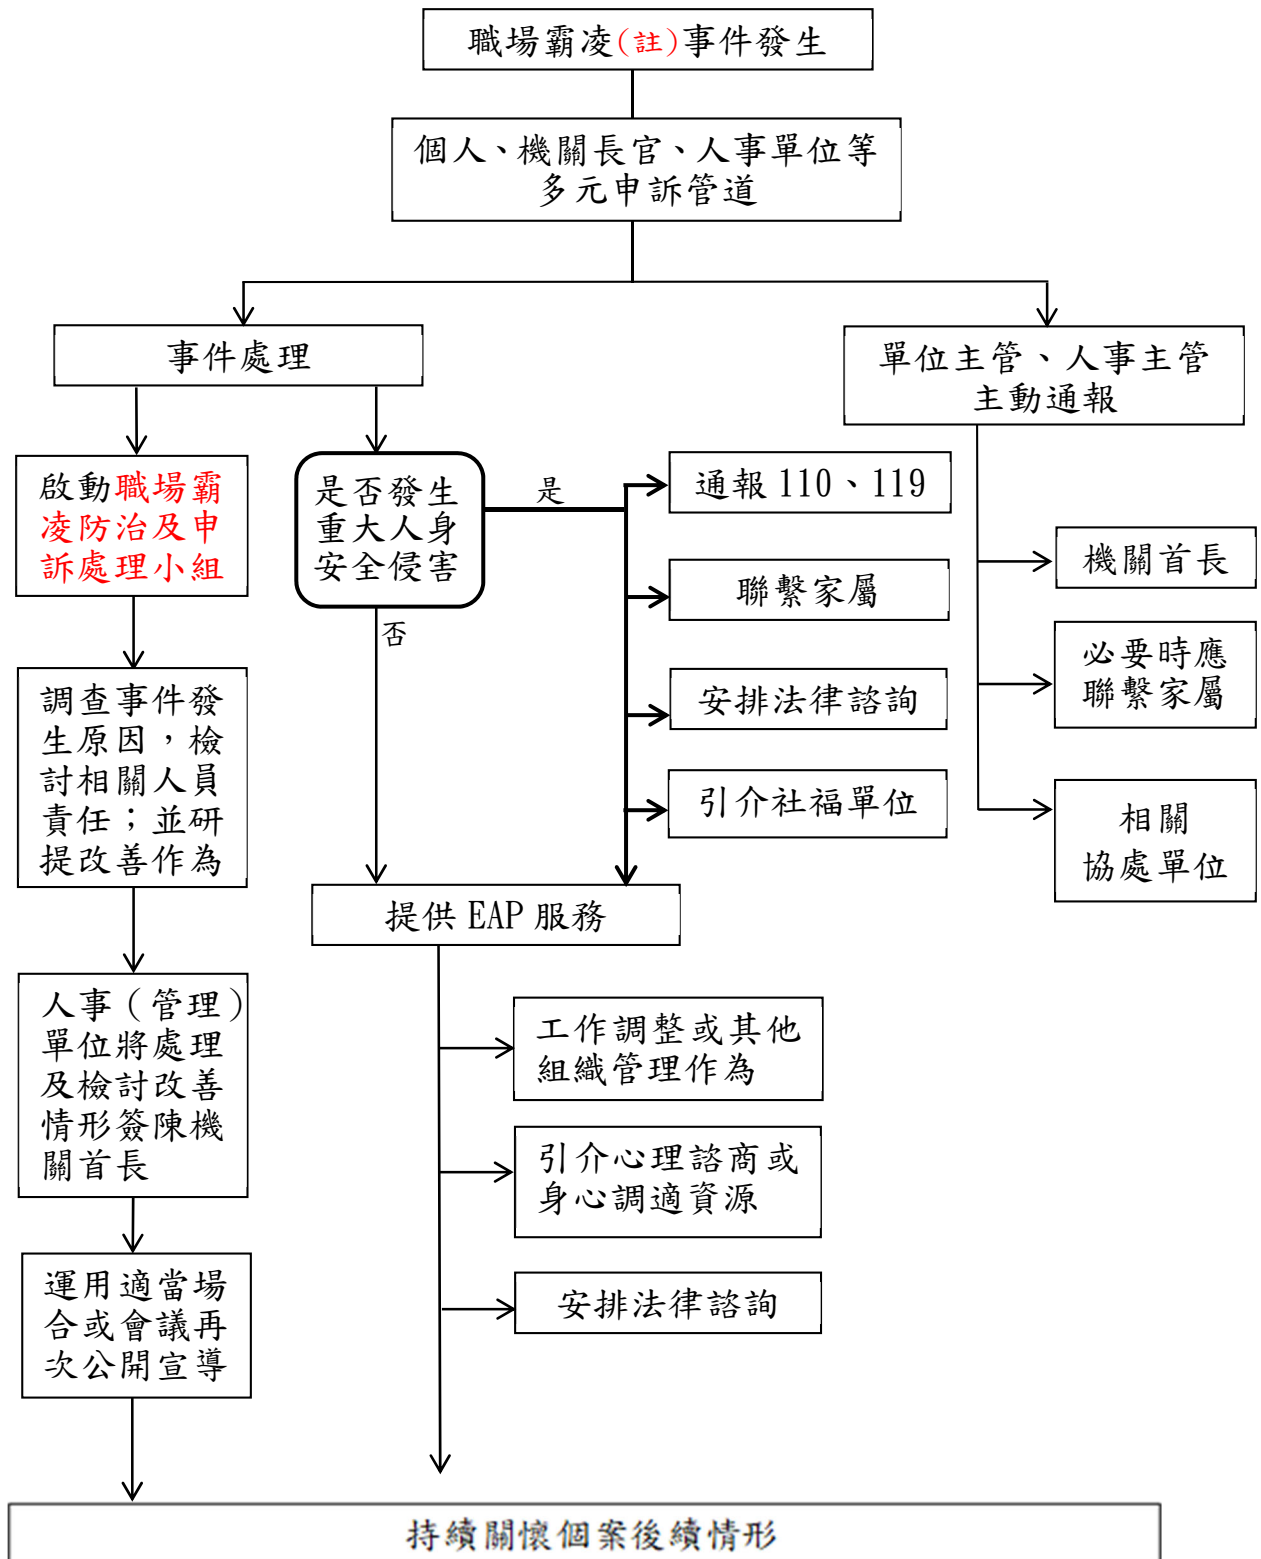 職場霸凌(註)事件發生
個人、機關長官、人事單位等
多元申訴管道
事件處理
單位主管、人事主管
主動通報
啟動職場霸
凌防治及申
訴處理小組
是否發生
重大人身
安全侵害
是
否
通報 110、119
聯繫家屬
安排法律諮詢
引介社福單位
機關首長
必要時應
聯繫家屬
相關
協處單位
調查事件發
生原因，檢
討相關人員
責任；並研
提改善作為
提供 EAP 服務
人事（管理）
單位將處理
及檢討改善
情形簽陳機
關首長
工作調整或其他
組織管理作為
引介心理諮商或
身心調適資源
安排法律諮詢
運用適當場
合或會議再
次公開宣導
持續關懷個案後續情形